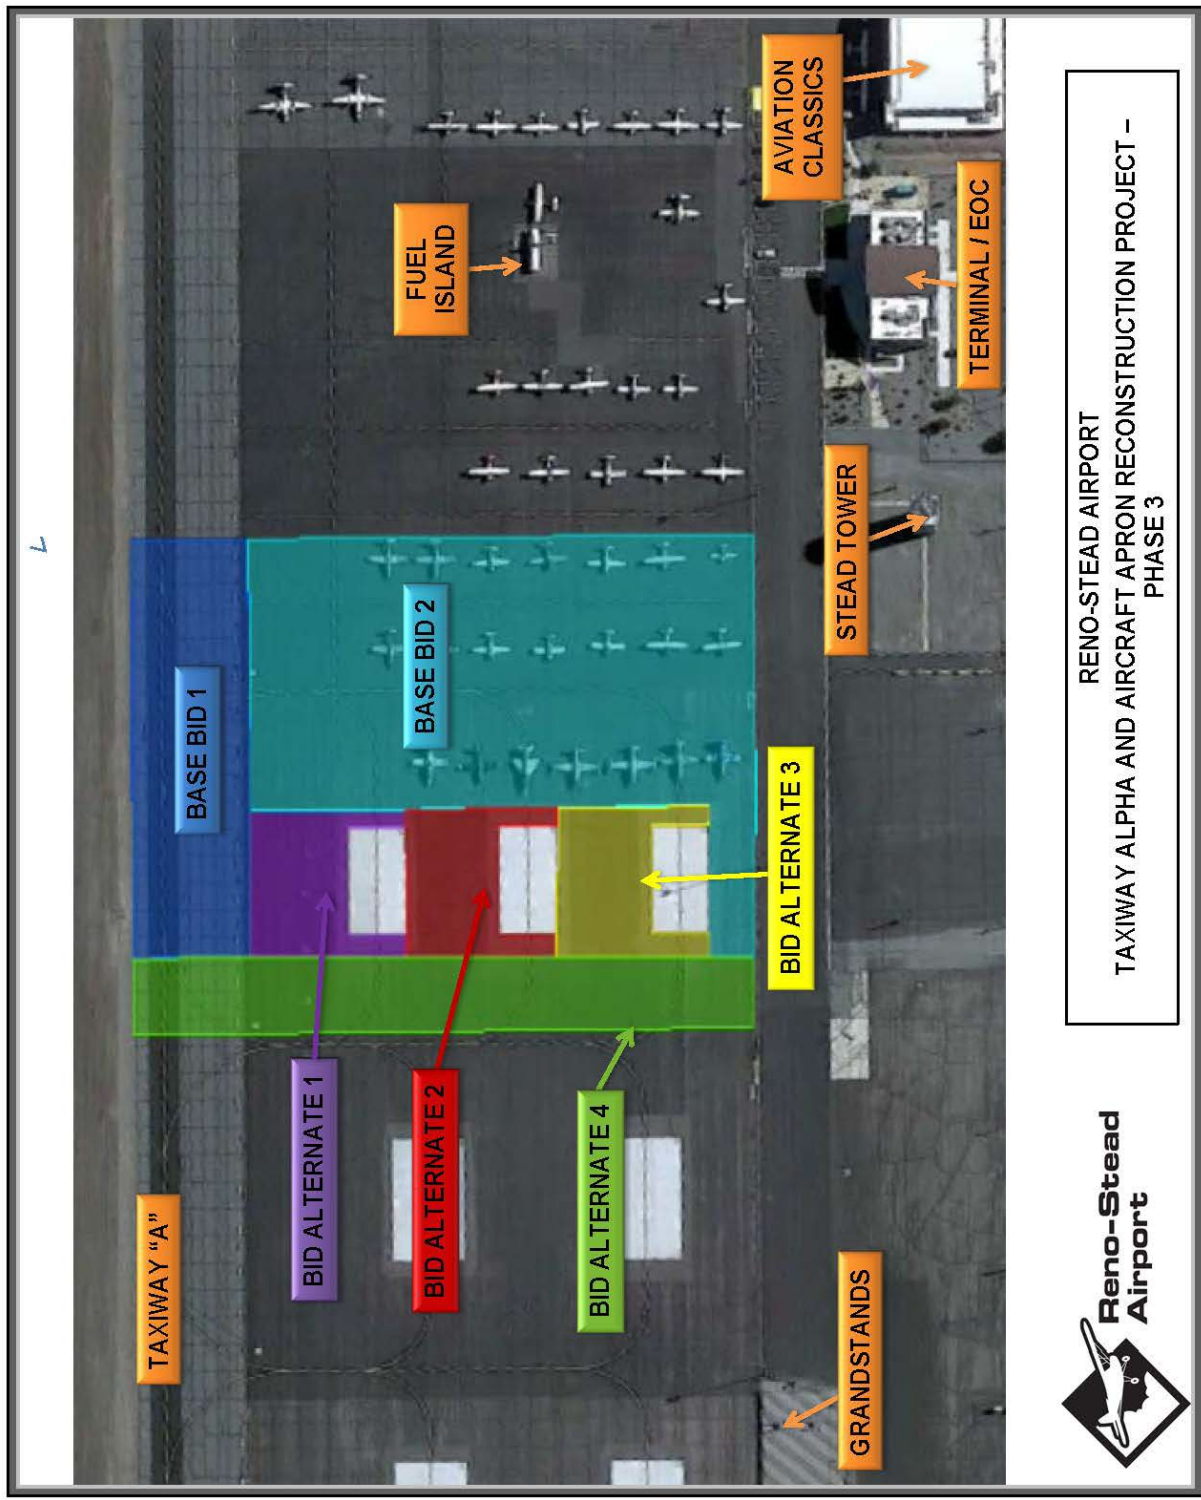 TAXIWAY “A”
BASE BID 1
BASE BID 2
BID ALTERNATE 1
BID ALTERNATE 2
BID ALTERNATE 4
BID ALTERNATE 3
FUEL
ISLAND
AVIATION
CLASSICS
GRANDSTANDS
STEAD TOWER
TERMINAL / EOC
Reno-Stead
Airport
RENO-STEAD AIRPORT
TAXIWAY ALPHA AND AIRCRAFT APRON RECONSTRUCTION PROJECT –
PHASE 3